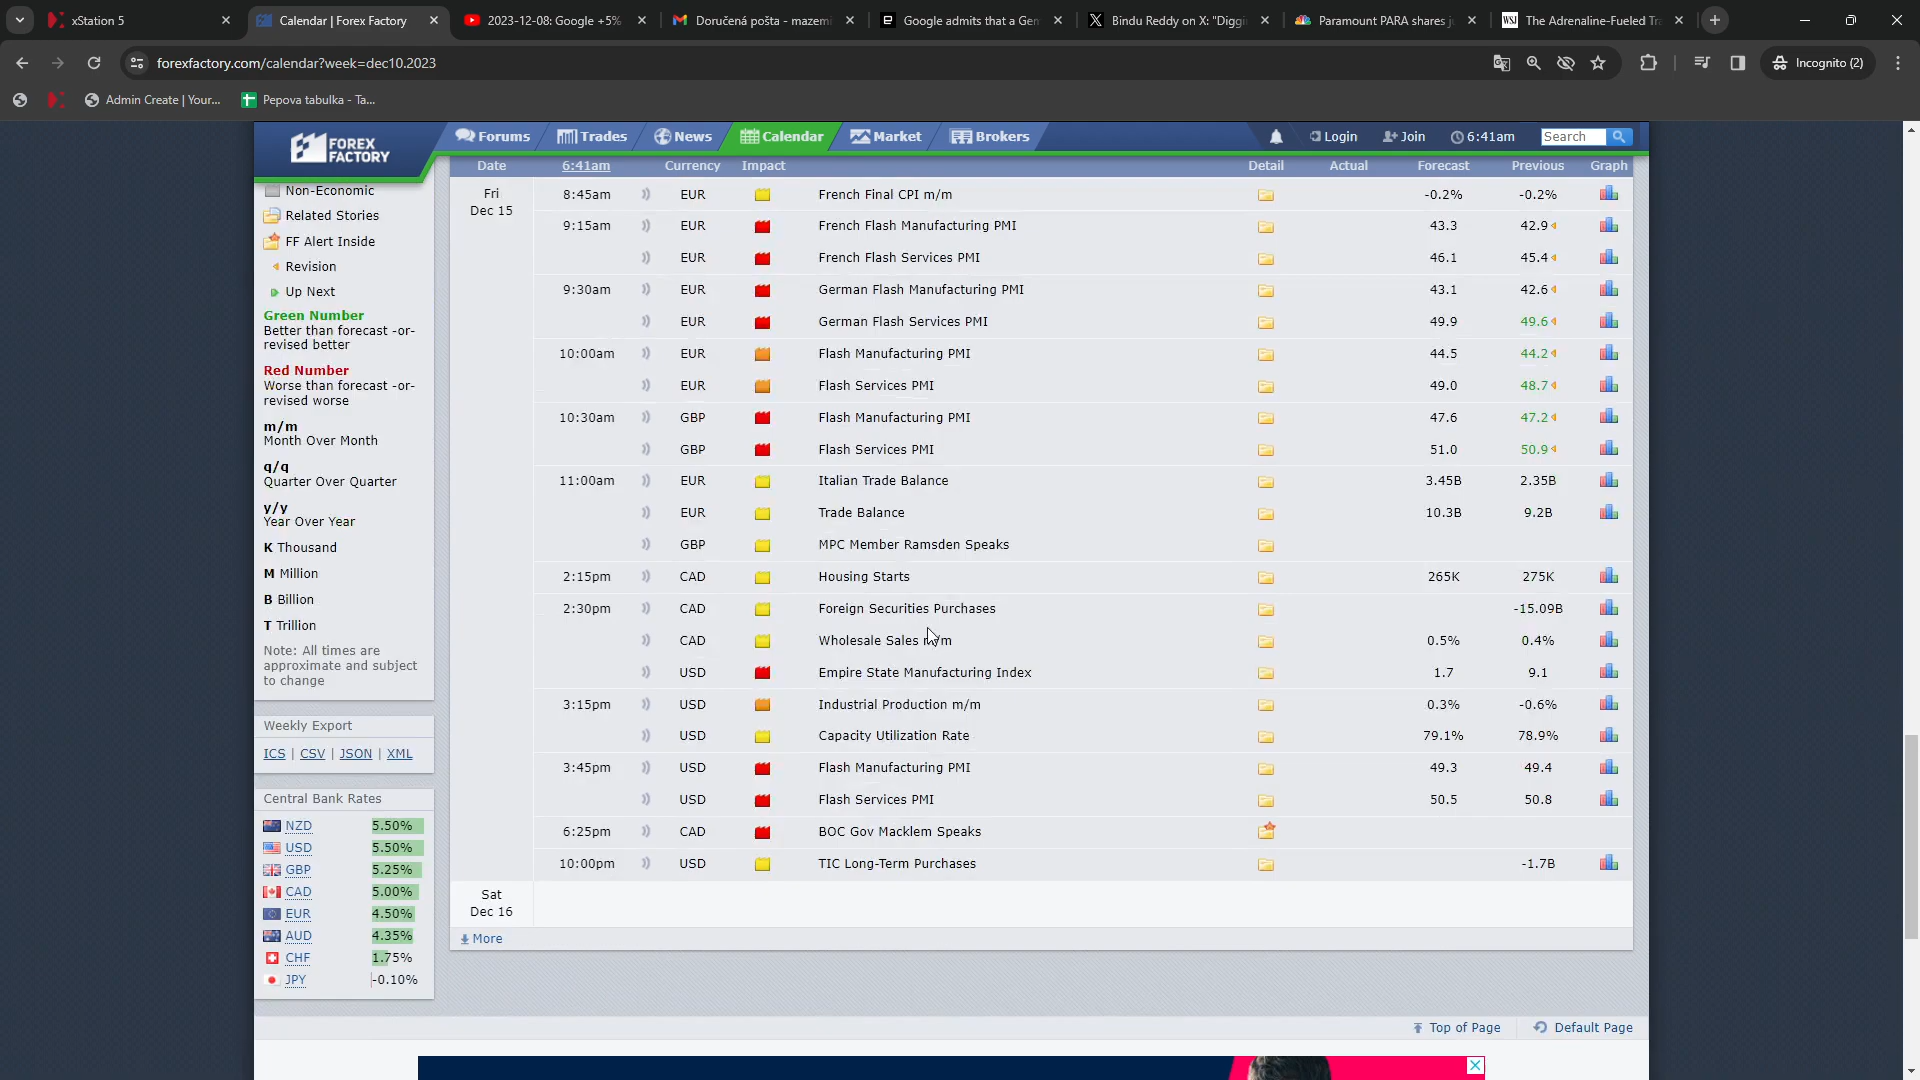 xStation 5
Calendar | Forex Factory
2023-12-08: Google +5%
Doručená pošta - mazemi
Google admits that a Gem
Bindu Reddy on X: "Diggi
Paramount PARA shares j
WSJ The Adrenaline-Fueled Tra
forexfactory.com/calendar?week=dec10.2023
Incognito (2)
Admin Create | Your...
Pepova tabulka - Ta...
FOREX FACTORY
Forums
Trades
News
Calendar
Market
Brokers
Login
Join
6:41am
Search
Date 6:41am Currency Impact Detail Actual Forecast Previous Graph
Non-Economic
Related Stories
FF Alert Inside
Revision
Up Next
Green Number
Better than forecast -or-
revised better
Red Number
Worse than forecast -or-
revised worse
m/m
Month Over Month
q/q
Quarter Over Quarter
y/y
Year Over Year
K Thousand
M Million
B Billion
T Trillion
Note: All times are
approximate and subject
to change
Weekly Export
ICS | CSV | JSON | XML
Central Bank Rates
NZD 5.50%
USD 5.50%
GBP 5.25%
CAD 5.00%
EUR 4.50%
AUD 4.35%
CHF 1.75%
JPY -0.10%
Fri
Dec 15
8:45am EUR French Final CPI m/m -0.2% -0.2%
9:15am EUR French Flash Manufacturing PMI 43.3 42.9
EUR French Flash Services PMI 46.1 45.4
9:30am EUR German Flash Manufacturing PMI 43.1 42.6
EUR German Flash Services PMI 49.9 49.6
10:00am EUR Flash Manufacturing PMI 44.5 44.2
EUR Flash Services PMI 49.0 48.7
10:30am GBP Flash Manufacturing PMI 47.6 47.2
GBP Flash Services PMI 51.0 50.9
11:00am EUR Italian Trade Balance 3.45B 2.35B
EUR Trade Balance 10.3B 9.2B
GBP MPC Member Ramsden Speaks
2:15pm CAD Housing Starts 265K 275K
2:30pm CAD Foreign Securities Purchases -15.09B
CAD Wholesale Sales m/m 0.5% 0.4%
USD Empire State Manufacturing Index 1.7 9.1
3:15pm USD Industrial Production m/m 0.3% -0.6%
USD Capacity Utilization Rate 79.1% 78.9%
3:45pm USD Flash Manufacturing PMI 49.3 49.4
USD Flash Services PMI 50.5 50.8
6:25pm CAD BOC Gov Macklem Speaks
10:00pm USD TIC Long-Term Purchases -1.7B
Sat
Dec 16
More
Top of Page
Default Page